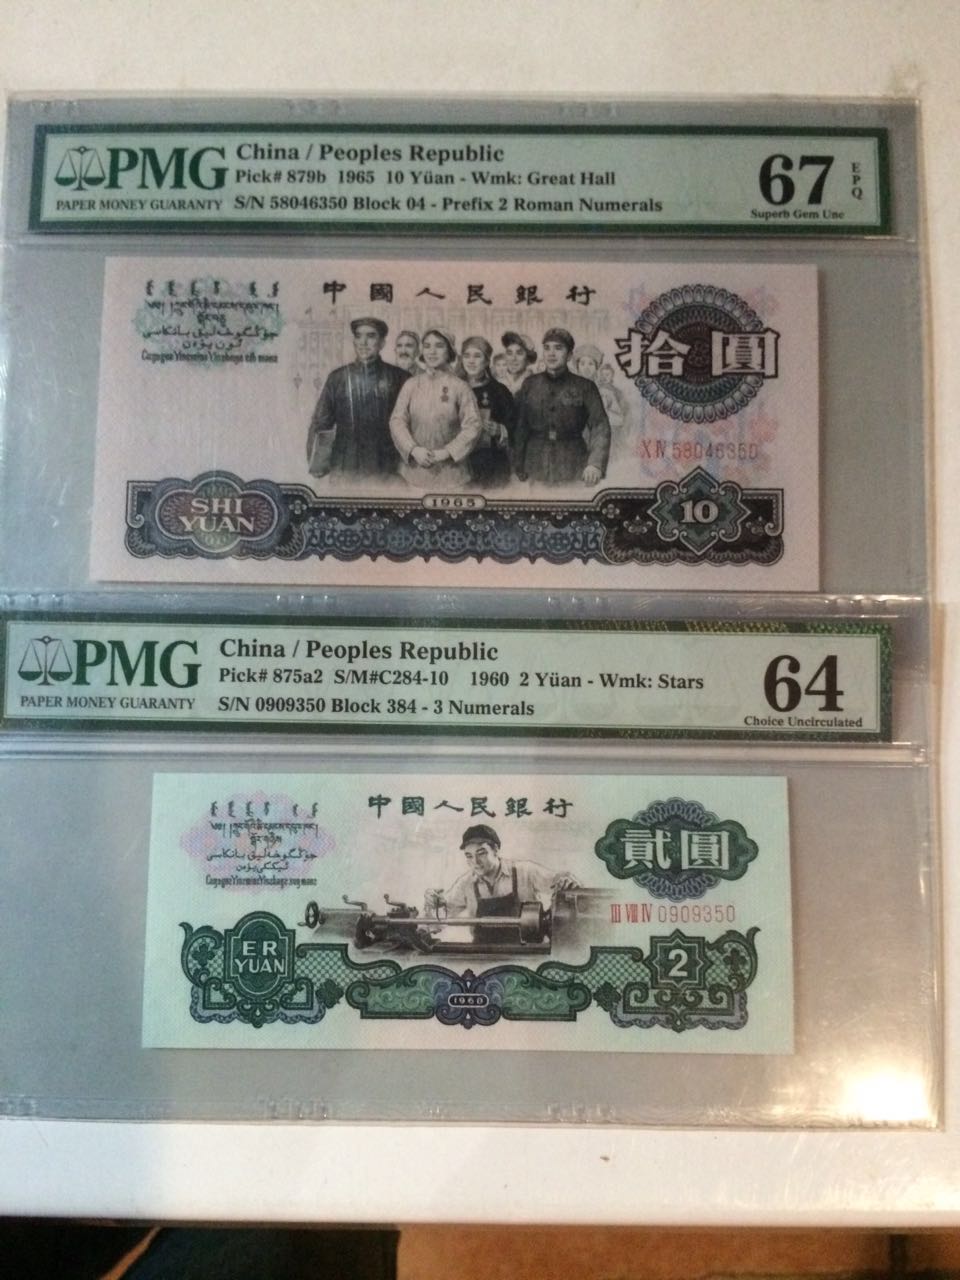 PMG
PAPER MONEY GUARANTY
China / Peoples Republic
Pick# 879b 1965 10 Yüan - Wmk: Great Hall
S/N 58046350 Block 04 - Prefix 2 Roman Numerals
67
EPQ
Superb Gem Unc
中國人民銀行
拾圓
XIV 58046350
SHI
YUAN
1965
10
PMG
PAPER MONEY GUARANTY
China / Peoples Republic
Pick# 875a2 S/M#C284-10 1960 2 Yüan - Wmk: Stars
S/N 0909350 Block 384 - 3 Numerals
64
Choice Uncirculated
中國人民銀行
貳圓
III VIII IV 0909350
ER
YUAN
1960
2